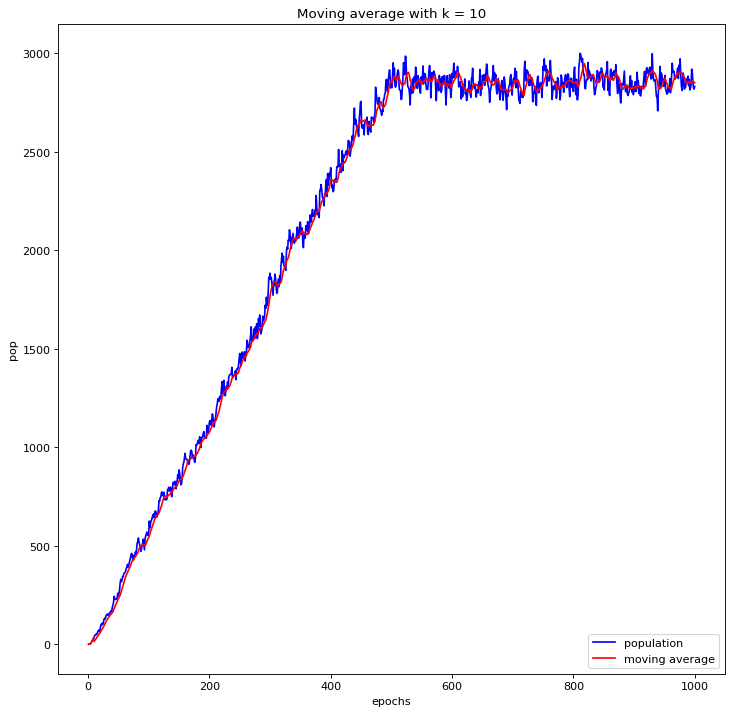 Moving average with k = 10
3000
2500
2000
1500
1000
500
0
pop
0 200 400 600 800 1000
epochs
population
moving average